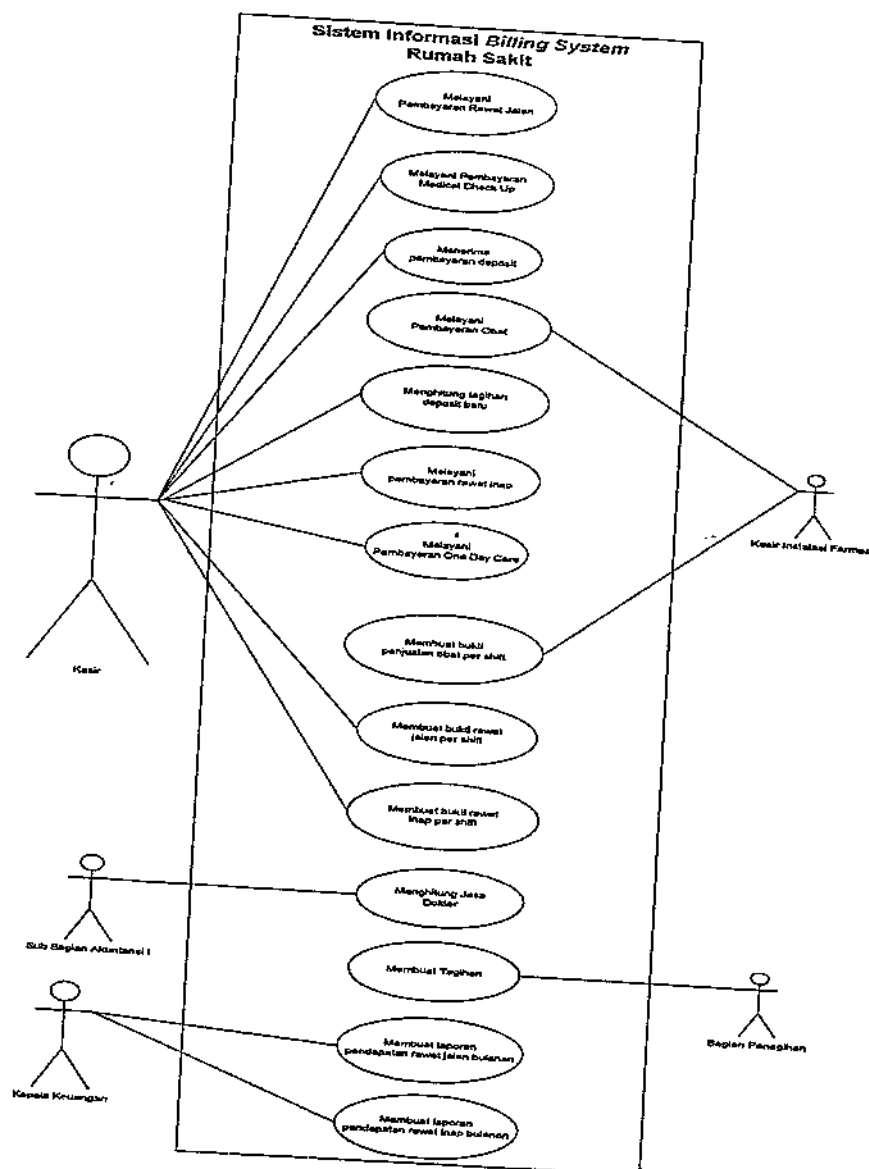 Sistem Informasi Billing System
Rumah Sakit
Melayani
Pembayaran Rawat Jalan
Melayani Pembayaran
Medical Check Up
Menerima
pembayaran deposit
Melayani
Pembayaran Obat
Menghitung tagihan
deposit baru
Melayani
pembayaran rawat inap
Melayani
Pembayaran One Day Care
Membuat bukti
penjualan obat per shift
Membuat bukti rawat
jalan per shift
Membuat bukti rawat
inap per shift
Menghitung Jasa
Dokter
Membuat Tagihan
Membuat laporan
pendapatan rawat jalan bulanan
Membuat laporan
pendapatan rawat inap bulanan
Kasir
Kasir Instalasi Farmas
Sub Bagian Akuntansi I
Bagian Penagihan
Kepala Keuangan